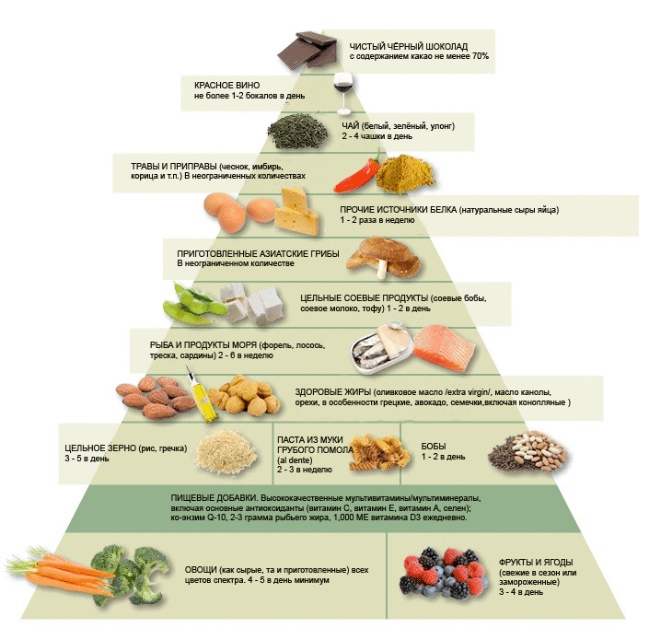 ЧИСТЫЙ ЧЁРНЫЙ ШОКОЛАД
с содержанием какао не менее 70%
КРАСНОЕ ВИНО
не более 1-2 бокалов в день
ЧАЙ (белый, зелёный, улонг)
2 - 4 чашки в день
ТРАВЫ И ПРИПРАВЫ (чеснок, имбирь,
корица и т.п.) В неограниченных количествах
ПРОЧИЕ ИСТОЧНИКИ БЕЛКА (натуральные сыры яйца)
1 - 2 раза в неделю
ПРИГОТОВЛЕННЫЕ АЗИАТСКИЕ ГРИБЫ
В неограниченном количестве
ЦЕЛЬНЫЕ СОЕВЫЕ ПРОДУКТЫ (соевые бобы,
соевое молоко, тофу) 1 - 2 в день
РЫБА И ПРОДУКТЫ МОРЯ (форель, лосось,
треска, сардины) 2 - 6 в неделю
ЗДОРОВЫЕ ЖИРЫ (оливковое масло /extra virgin/, масло канолы,
орехи, в особенности грецкие, авокадо, семечки,включая конопляные )
ЦЕЛЬНОЕ ЗЕРНО (рис, гречка)
3 - 5 в день
ПАСТА ИЗ МУКИ
ГРУБОГО ПОМОЛА
(al dente)
2 - 3 в неделю
БОБЫ
1 - 2 в день
ПИЩЕВЫЕ ДОБАВКИ. Высококачественные мультивитамины/мультиминералы,
включая основные антиоксиданты (витамин С, витамин Е, витамин А, селен);
ко-энзим Q-10, 2-3 грамма рыбьего жира, 1,000 МЕ витамина D3 ежедневно.
ОВОЩИ (как сырые, та и приготовленные) всех
цветов спектра. 4 - 5 в день минимум
ФРУКТЫ И ЯГОДЫ
(свежие в сезон или
замороженные)
3 - 4 в день